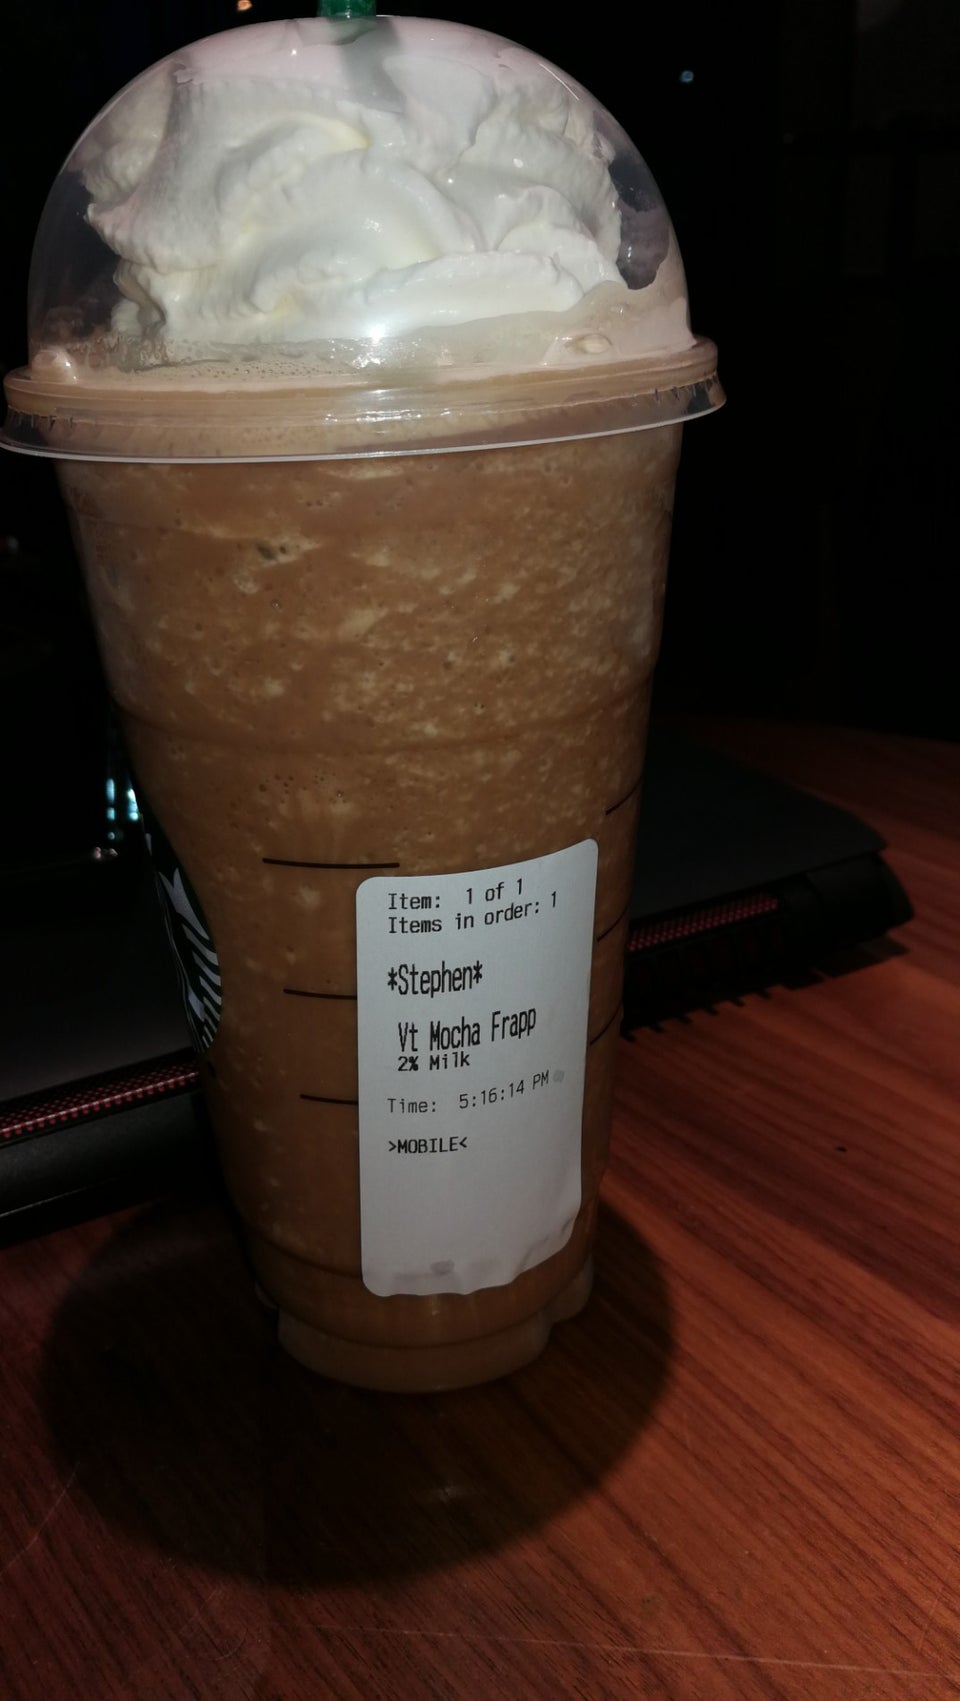 Item: 1 of 1
Items in order: 1
*Stephen*
Vt Mocha Frapp
2% Milk
Time: 5:16:14 PM
>MOBILE<